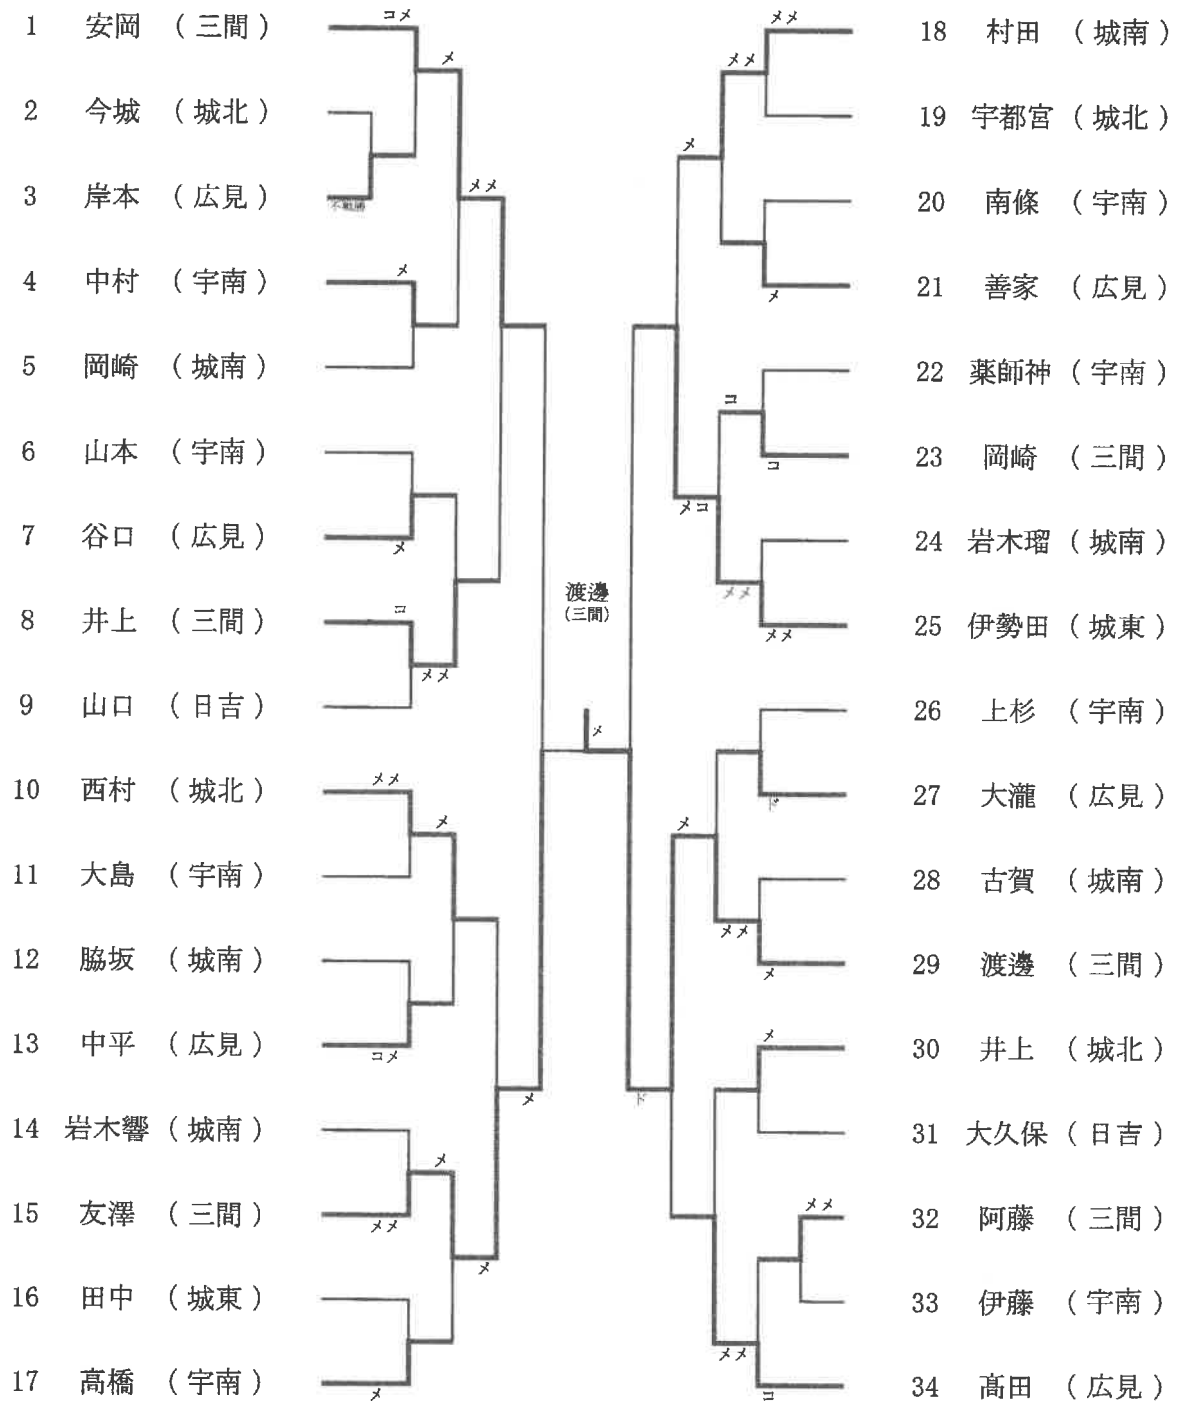 1 安岡 (三間)
コメ
メ
2 今城 (城北)
3 岸本 (広見)
不戦勝
メメ
4 中村 (宇南)
メ
5 岡崎 (城南)
6 山本 (宇南)
7 谷口 (広見)
メ
8 井上 (三間)
コ
メメ
9 山口 (日吉)
10 西村 (城北)
メメ
メ
11 大島 (宇南)
12 脇坂 (城南)
13 中平 (広見)
コメ
メ
14 岩木響 (城南)
メ
15 友澤 (三間)
メメ
メ
16 田中 (城東)
17 高橋 (宇南)
メ
渡邊
(三間)
メ
18 村田 (城南)
メメ
メメ
19 宇都宮 (城北)
メ
20 南條 (宇南)
21 善家 (広見)
メ
22 薬師神 (宇南)
コ
23 岡崎 (三間)
コ
メコ
24 岩木瑠 (城南)
メメ
25 伊勢田 (城東)
メメ
26 上杉 (宇南)
27 大瀧 (広見)
ド
メ
28 古賀 (城南)
メメ
29 渡邊 (三間)
メ
30 井上 (城北)
メ
ド
31 大久保 (日吉)
32 阿藤 (三間)
メメ
33 伊藤 (宇南)
メメ
34 髙田 (広見)
コ